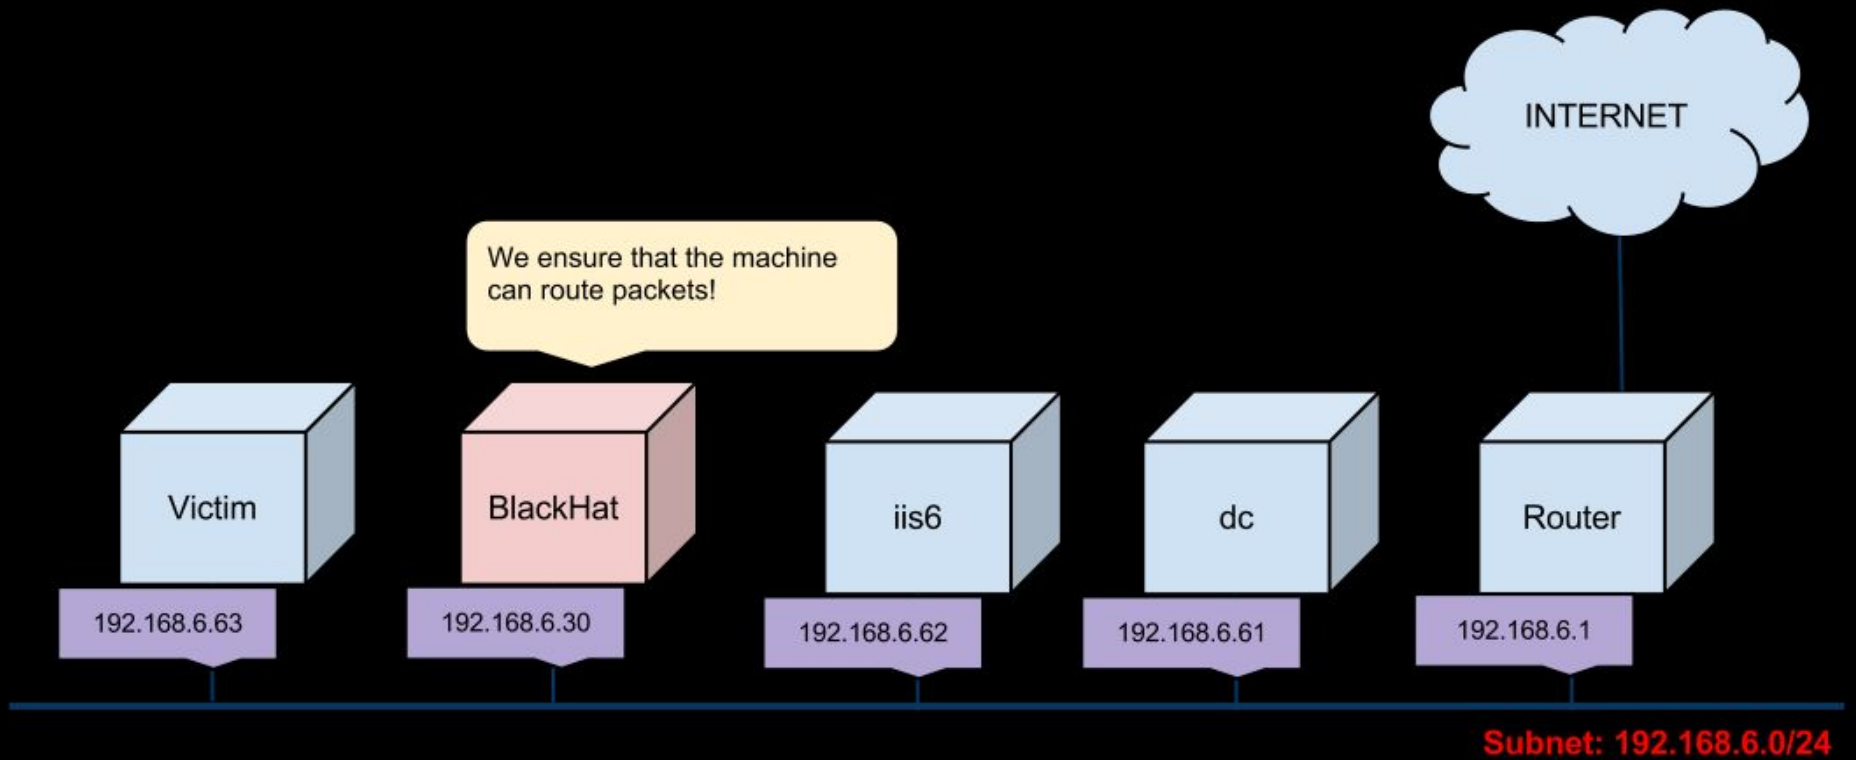 INTERNET
We ensure that the machine
can route packets!
Victim
BlackHat
iis6
dc
Router
192.168.6.63
192.168.6.30
192.168.6.62
192.168.6.61
192.168.6.1
Subnet: 192.168.6.0/24